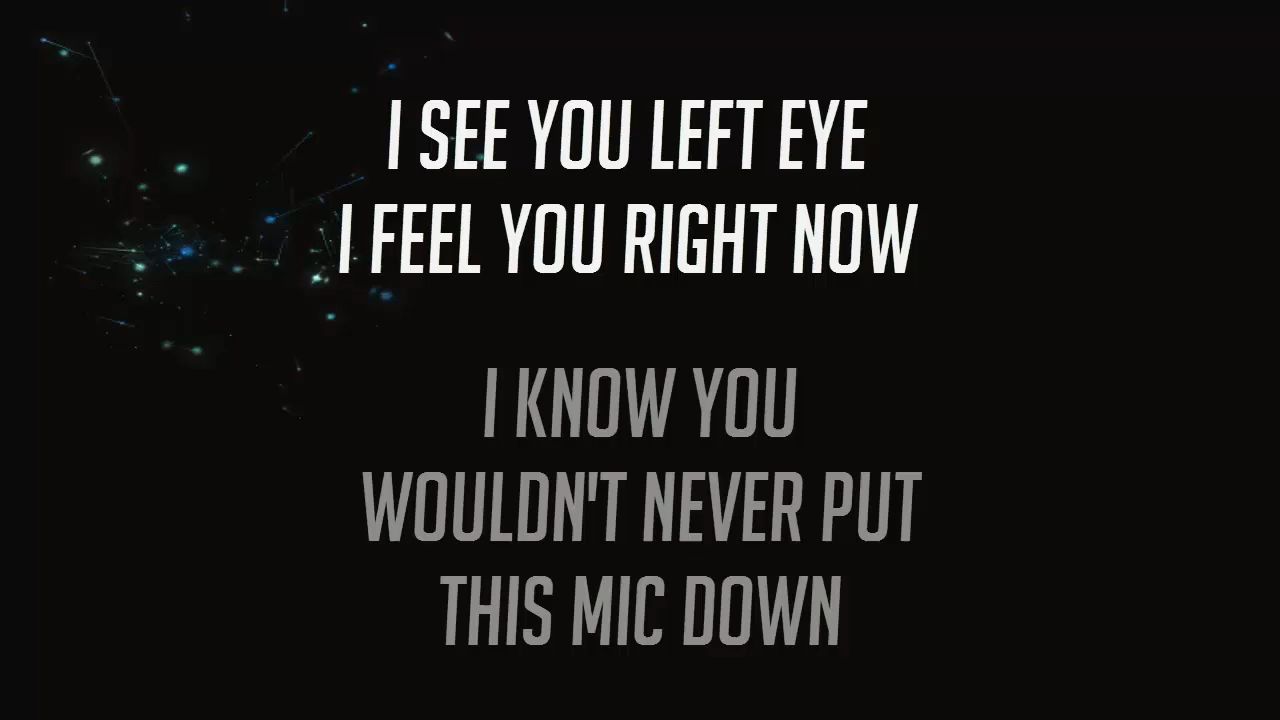 I SEE YOU LEFT EYE
I FEEL YOU RIGHT NOW
I KNOW YOU
WOULDN'T NEVER PUT
THIS MIC DOWN